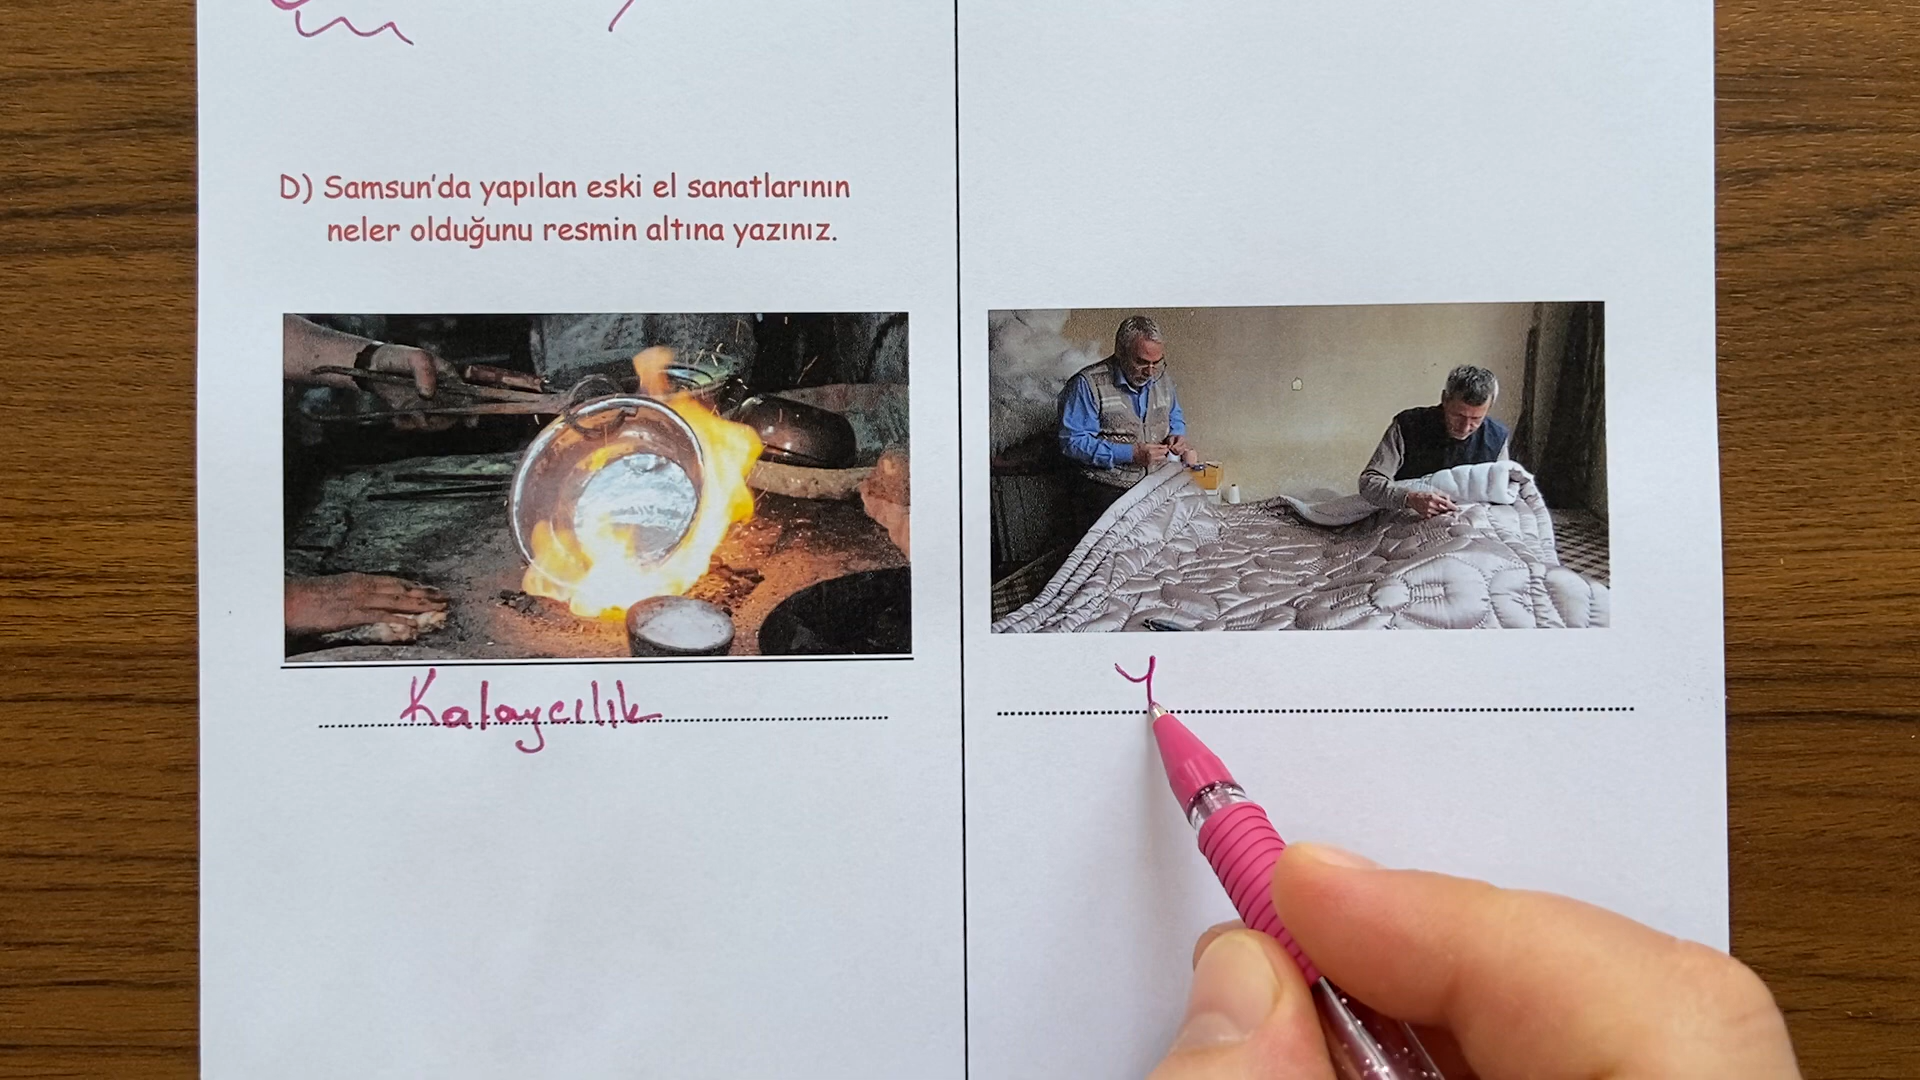 D) Samsun'da yapılan eski el sanatlarının
neler olduğunu resmin altına yazınız.
Kalaycılık
Y